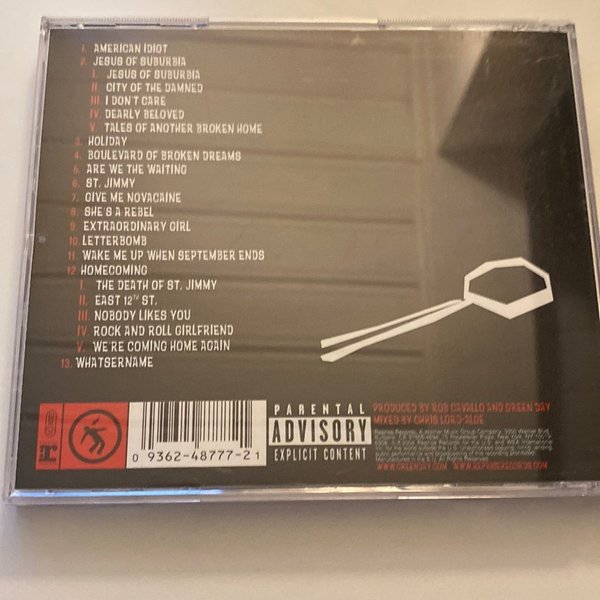 1. AMERICAN IDIOT
2. JESUS OF SUBURBIA
I. JESUS OF SUBURBIA
II. CITY OF THE DAMNED
III. I DON'T CARE
IV. DEARLY BELOVED
V. TALES OF ANOTHER BROKEN HOME
3. HOLIDAY
4. BOULEVARD OF BROKEN DREAMS
5. ARE WE THE WAITING
6. ST. JIMMY
7. GIVE ME NOVACAINE
8. SHE'S A REBEL
9. EXTRAORDINARY GIRL
10. LETTERBOMB
11. WAKE ME UP WHEN SEPTEMBER ENDS
12. HOMECOMING
I. THE DEATH OF ST. JIMMY
II. EAST 12TH ST.
III. NOBODY LIKES YOU
IV. ROCK AND ROLL GIRLFRIEND
V. WE'RE COMING HOME AGAIN
13. WHATSERNAME
0 9362-48777-2 1
PARENTAL
ADVISORY
EXPLICIT CONTENT
PRODUCED BY ROB CAVALLO AND GREEN DAY
MIXED BY CHRIS LORD-ALGE
WWW.GREENDAY.COM WWW.REPRISERECORDS.COM